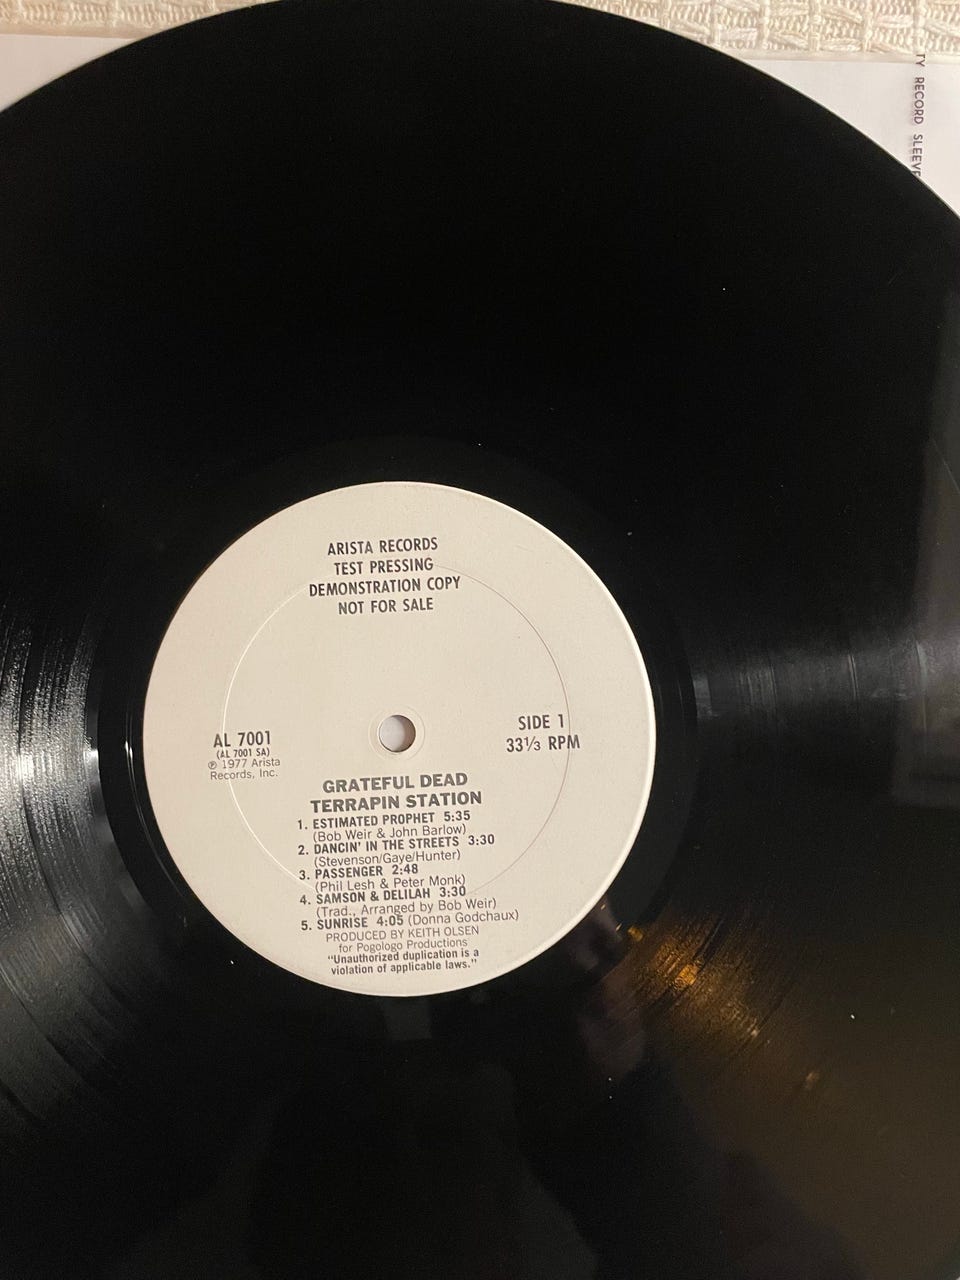 TY RECORD SLEEVE
ARISTA RECORDS
TEST PRESSING
DEMONSTRATION COPY
NOT FOR SALE
AL 7001
(AL 7001 SA)
℗ 1977 Arista
Records, Inc.
SIDE 1
33⅓ RPM
GRATEFUL DEAD
TERRAPIN STATION
1. ESTIMATED PROPHET 5:35
(Bob Weir & John Barlow)
2. DANCIN' IN THE STREETS 3:30
(Stevenson/Gaye/Hunter)
3. PASSENGER 2:48
(Phil Lesh & Peter Monk)
4. SAMSON & DELILAH 3:30
(Trad., Arranged by Bob Weir)
5. SUNRISE 4:05 (Donna Godchaux)
PRODUCED BY KEITH OLSEN
for Pogologo Productions
"Unauthorized duplication is a
violation of applicable laws."